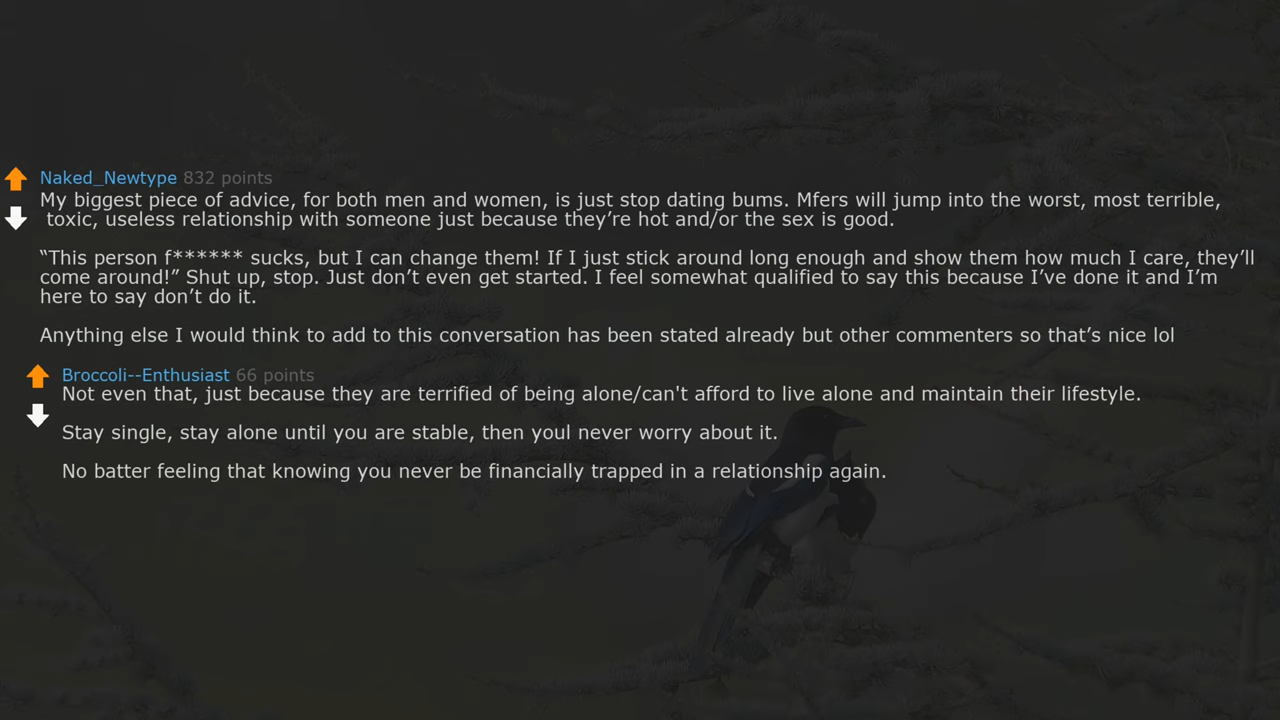 Naked_Newtype 832 points
My biggest piece of advice, for both men and women, is just stop dating bums. Mfers will jump into the worst, most terrible,
toxic, useless relationship with someone just because they’re hot and/or the sex is good.
“This person f****** sucks, but I can change them! If I just stick around long enough and show them how much I care, they’ll
come around!” Shut up, stop. Just don’t even get started. I feel somewhat qualified to say this because I’ve done it and I’m
here to say don’t do it.
Anything else I would think to add to this conversation has been stated already but other commenters so that’s nice lol
Broccoli--Enthusiast 66 points
Not even that, just because they are terrified of being alone/can't afford to live alone and maintain their lifestyle.
Stay single, stay alone until you are stable, then youl never worry about it.
No batter feeling that knowing you never be financially trapped in a relationship again.